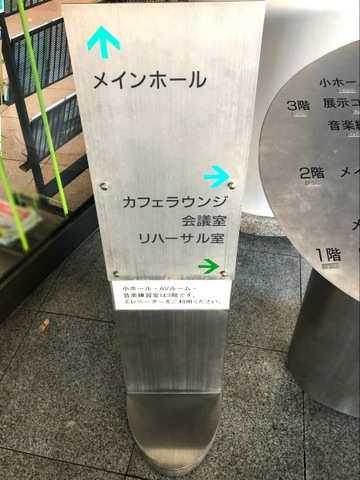 メインホール
カフェラウンジ
会議室
リハーサル室
小ホール・AVルーム・
音楽練習室は3階です。
エレベーターをご利用ください。
小ホー
3階 展示コ
音楽練
2階 メイ
メ
1階